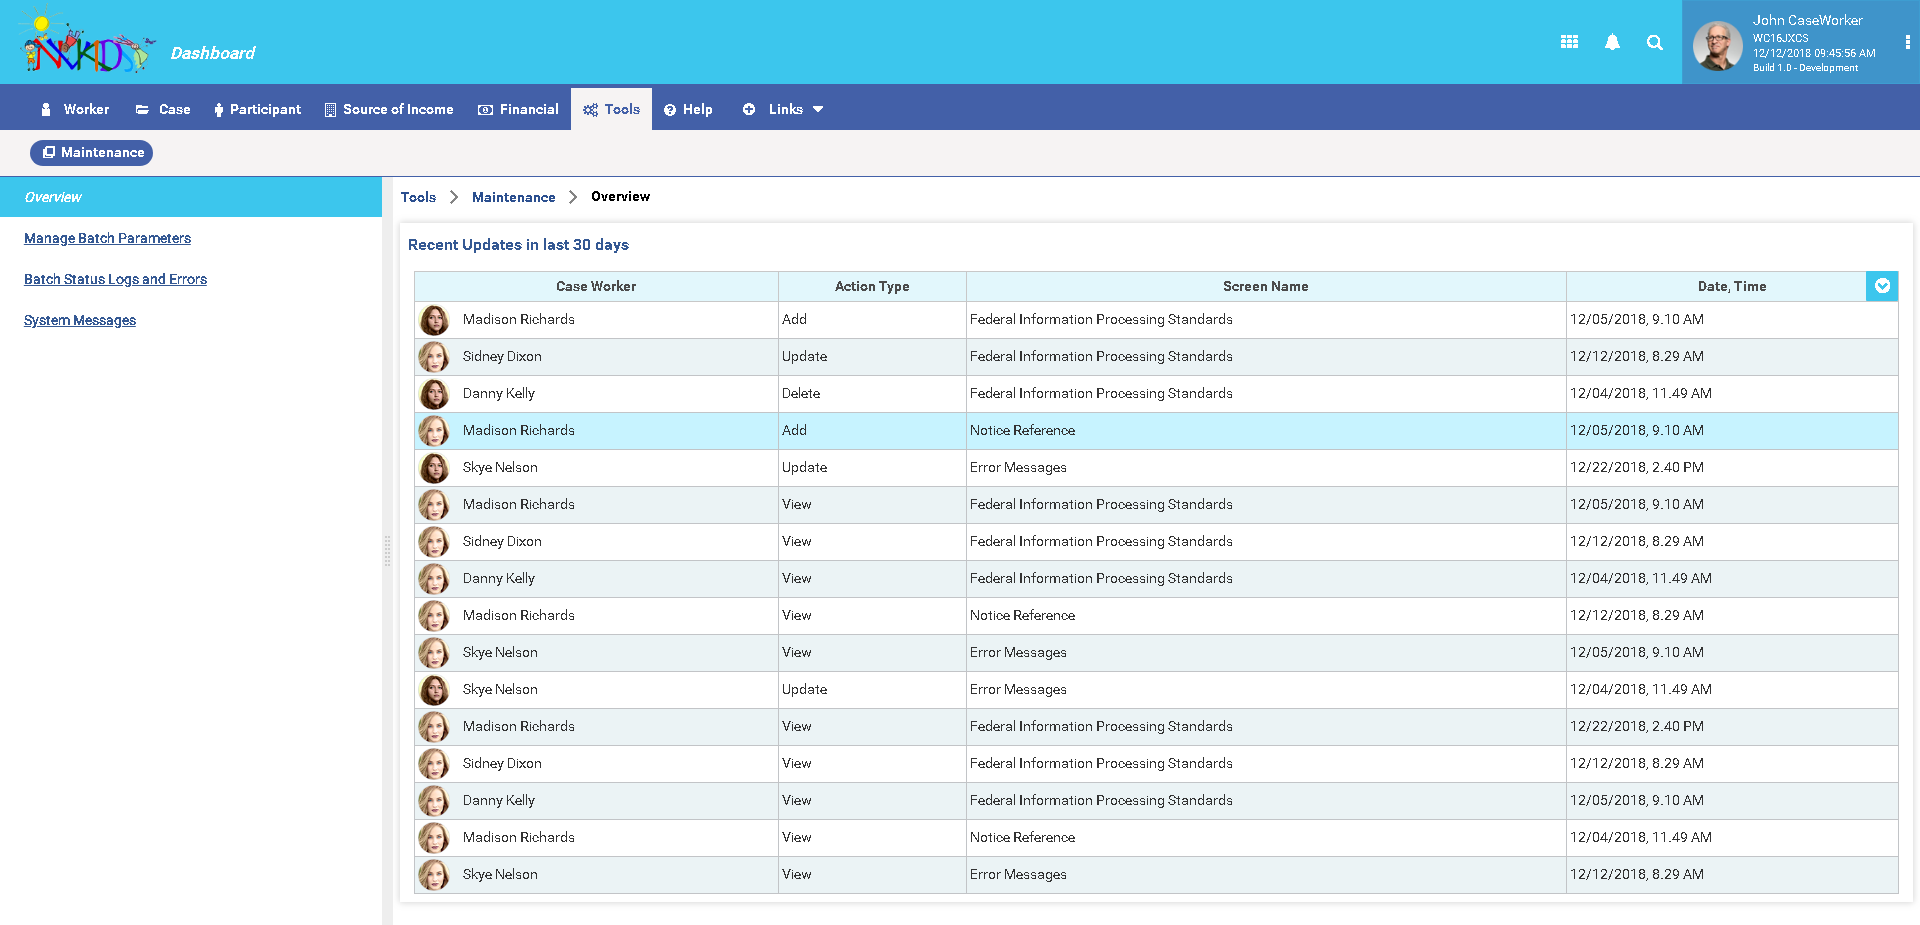 NCKIDS
Dashboard
John CaseWorker
WC16JXCS
12/12/2018 09:45:56 AM
Build 1.0 - Development
Worker Case Participant Source of Income Financial Tools Help Links
Maintenance
Overview
Manage Batch Parameters
Batch Status Logs and Errors
System Messages
Tools Maintenance Overview
Recent Updates in last 30 days
Case Worker Action Type Screen Name Date, Time
Madison Richards Add Federal Information Processing Standards 12/05/2018, 9.10 AM
Sidney Dixon Update Federal Information Processing Standards 12/12/2018, 8.29 AM
Danny Kelly Delete Federal Information Processing Standards 12/04/2018, 11.49 AM
Madison Richards Add Notice Reference 12/05/2018, 9.10 AM
Skye Nelson Update Error Messages 12/22/2018, 2.40 PM
Madison Richards View Federal Information Processing Standards 12/05/2018, 9.10 AM
Sidney Dixon View Federal Information Processing Standards 12/12/2018, 8.29 AM
Danny Kelly View Federal Information Processing Standards 12/04/2018, 11.49 AM
Madison Richards View Notice Reference 12/12/2018, 8.29 AM
Skye Nelson View Error Messages 12/05/2018, 9.10 AM
Skye Nelson Update Error Messages 12/04/2018, 11.49 AM
Madison Richards View Federal Information Processing Standards 12/22/2018, 2.40 PM
Sidney Dixon View Federal Information Processing Standards 12/12/2018, 8.29 AM
Danny Kelly View Federal Information Processing Standards 12/05/2018, 9.10 AM
Madison Richards View Notice Reference 12/04/2018, 11.49 AM
Skye Nelson View Error Messages 12/12/2018, 8.29 AM